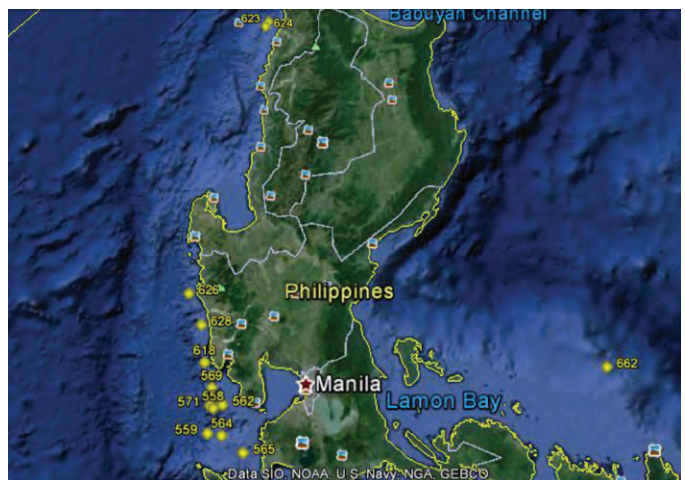 Babuyan Channel
623
624
Philippines
626
628
618
662
569
Manila
571
558
562
Lamon Bay
559
564
565
Data SIO, NOAA, U.S. Navy, NGA, GEBCO